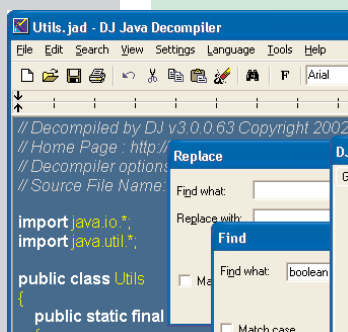 Utils.jad - DJ Java Decompiler
File Edit Search View Settings Language Tools Help
F Arial
// Decompiled by DJ v3.0.0.63 Copyright 2002
// Home Page : http://
// Decompiler options
// Source File Name:
import java.io.*;
import java.util.*;
public class Utils
{
public static final
{
Replace
Find what:
Replace with:
Ma
Find
Find what: boolean
Match case
DJ
G